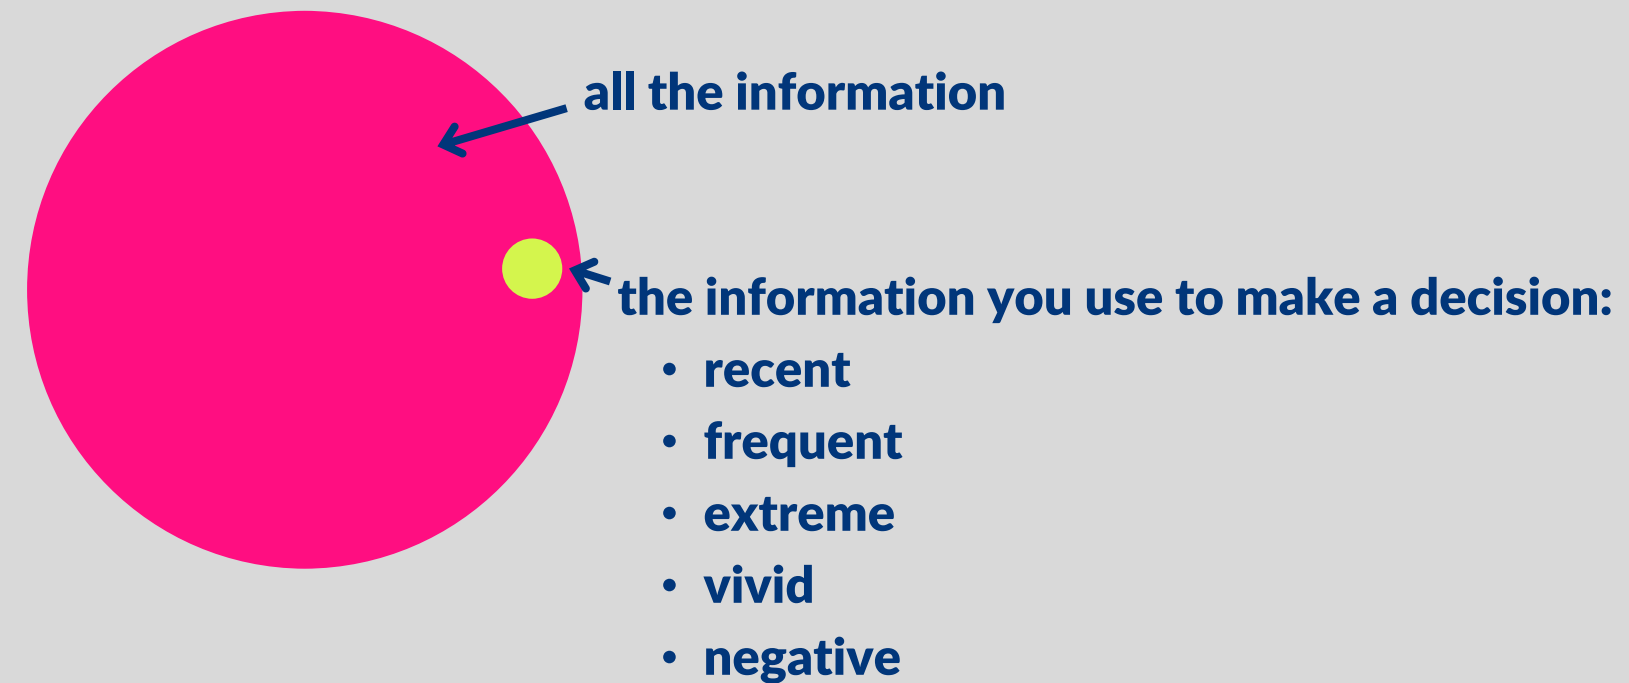 all the information
the information you use to make a decision:
• recent
• frequent
• extreme
• vivid
• negative